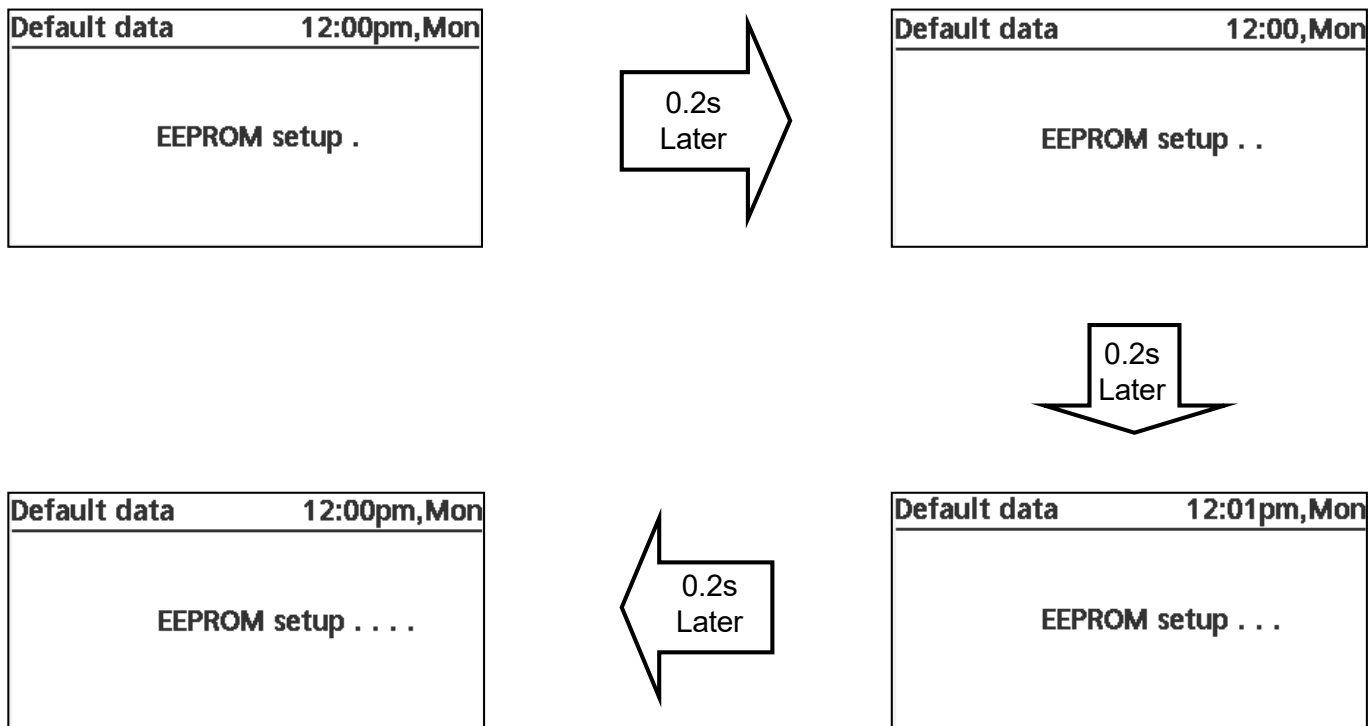 Default data 12:00pm,Mon
EEPROM setup .
0.2s
Later
Default data 12:00,Mon
EEPROM setup . .
0.2s
Later
Default data 12:01pm,Mon
EEPROM setup . . .
0.2s
Later
Default data 12:00pm,Mon
EEPROM setup . . . .